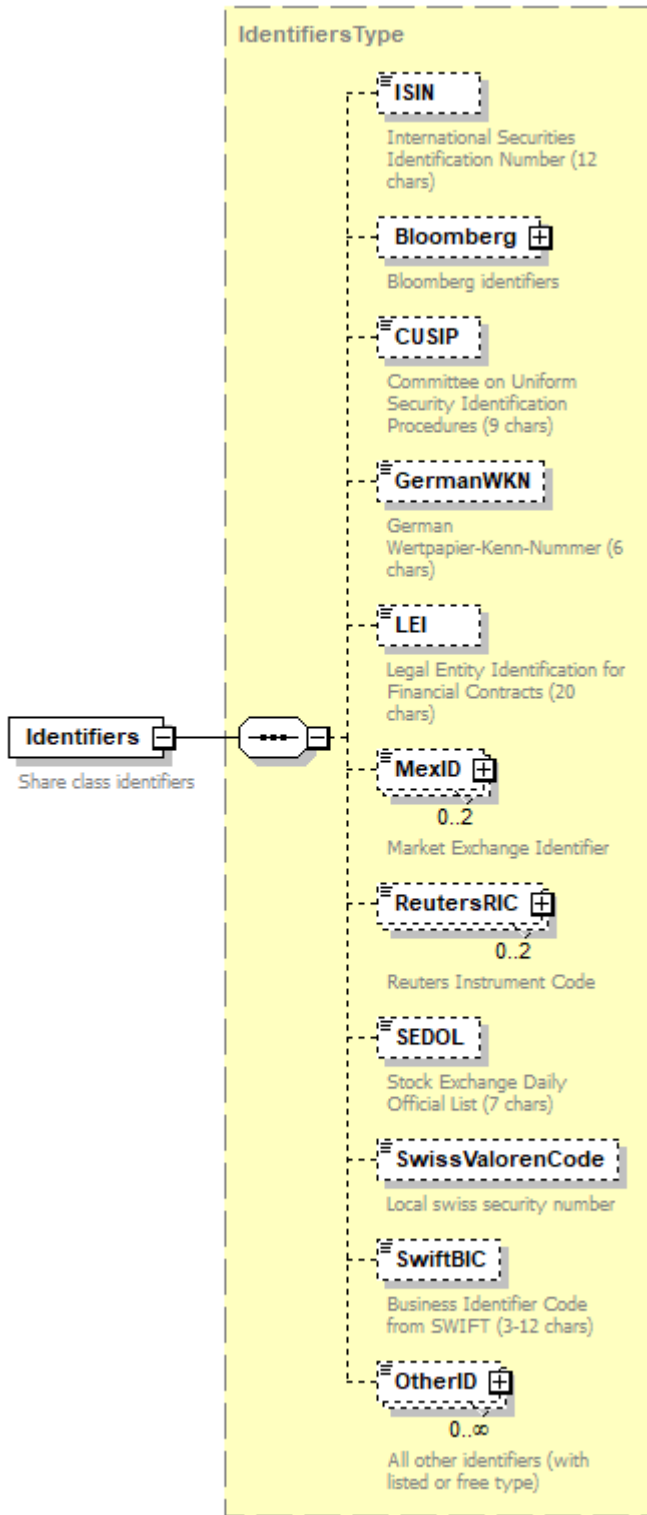 IdentifiersType
ISIN
International Securities
Identification Number (12
chars)
Bloomberg
Bloomberg identifiers
CUSIP
Committee on Uniform
Security Identification
Procedures (9 chars)
GermanWKN
German
Wertpapier-Kenn-Nummer (6
chars)
LEI
Legal Entity Identification for
Financial Contracts (20
chars)
Identifiers
Share class identifiers
MexID
0..2
Market Exchange Identifier
ReutersRIC
0..2
Reuters Instrument Code
SEDOL
Stock Exchange Daily
Official List (7 chars)
SwissValorenCode
Local swiss security number
SwiftBIC
Business Identifier Code
from SWIFT (3-12 chars)
OtherID
0..∞
All other identifiers (with
listed or free type)